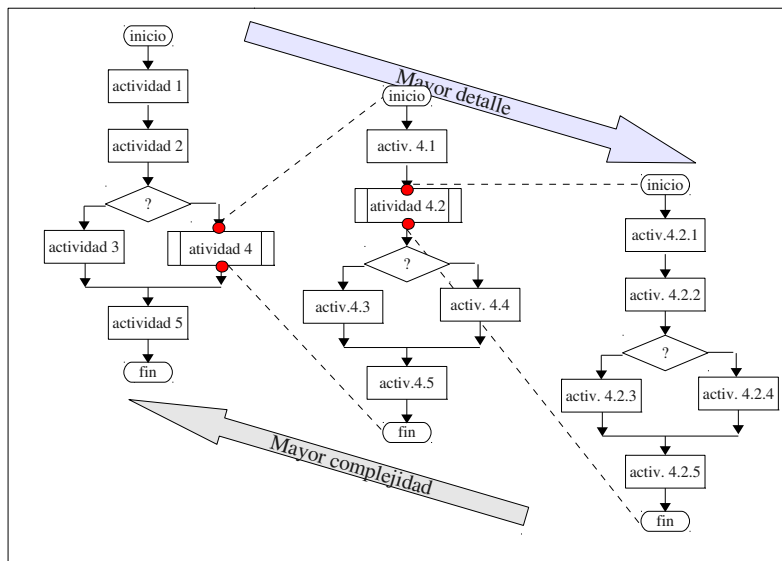 inicio
actividad 1
actividad 2
?
actividad 3
atividad 4
actividad 5
fin
Mayor detalle
inicio
activ. 4.1
atividad 4.2
?
activ.4.3
activ. 4.4
activ.4.5
fin
inicio
activ.4.2.1
activ. 4.2.2
?
activ. 4.2.3
activ. 4.2.4
activ. 4.2.5
fin
Mayor complejidad